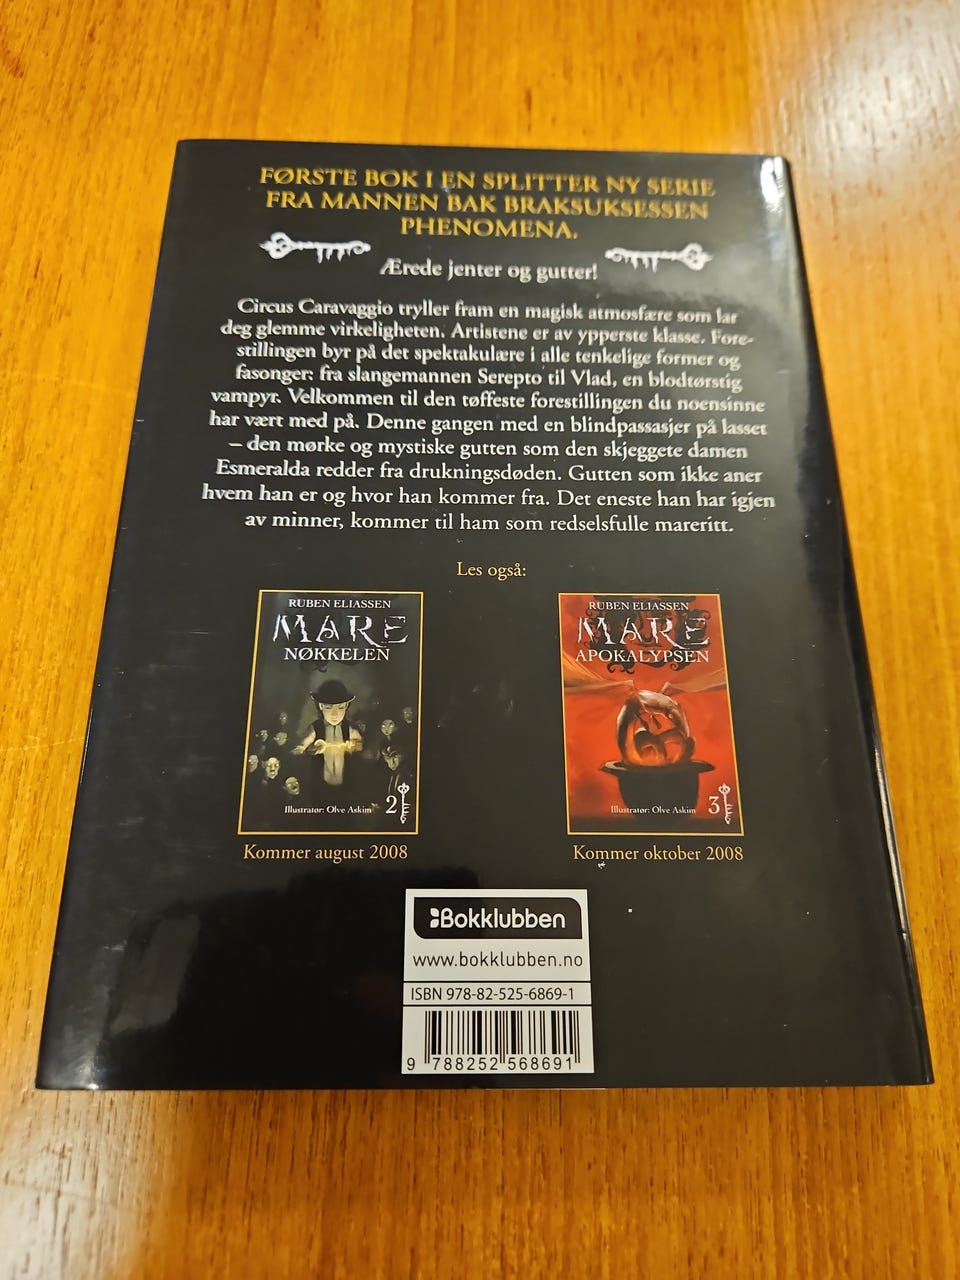 FØRSTE BOK I EN SPLITTER NY SERIE
FRA MANNEN BAK BRAKSUKSESSEN
PHENOMENA.
Ærede jenter og gutter!
Circus Caravaggio tryller fram en magisk atmosfære som lar
deg glemme virkeligheten. Artistene er av ypperste klasse. Fore-
stillingen byr på det spektakulære i alle tenkelige former og
fasonger: fra slangemannen Serepto til Vlad, en blodtørstig
vampyr. Velkommen til den tøffeste forestillingen du noensinne
har vært med på. Denne gangen med en blindpassasjer på lasset
– den mørke og mystiske gutten som den skjeggete damen
Esmeralda redder fra drukningsdøden. Gutten som ikke aner
hvem han er og hvor han kommer fra. Det eneste han har igjen
av minner, kommer til ham som redselsfulle mareritt.
Les også:
RUBEN ELIASSEN
MARE
NØKKELEN
Illustratør: Olve Askim 2
Kommer august 2008
RUBEN ELIASSEN
MARE
APOKALYPSEN
Illustratør: Olve Askim 3
Kommer oktober 2008
Bokklubben
www.bokklubben.no
ISBN 978-82-525-6869-1
9 788252 568691